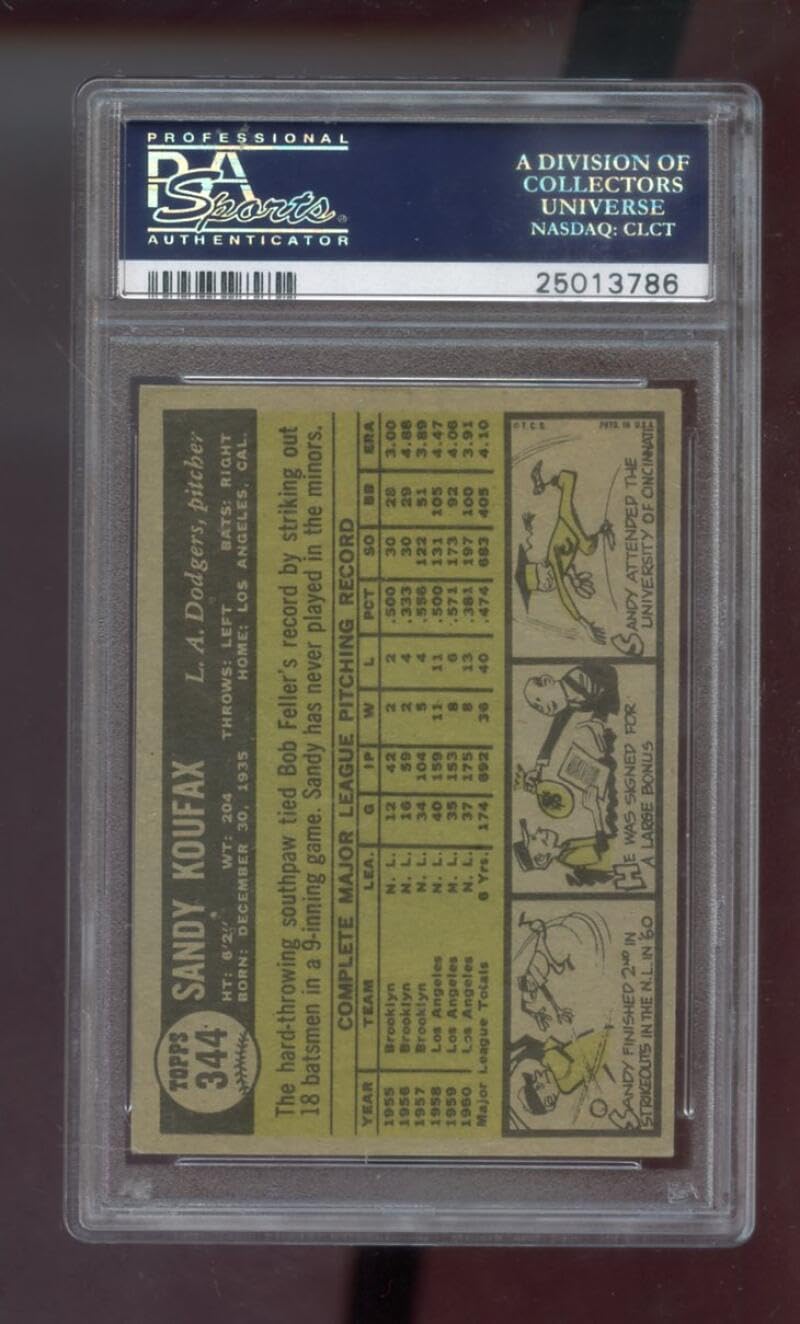 PROFESSIONAL
PSA
Sports
AUTHENTICATOR
A DIVISION OF
COLLECTORS
UNIVERSE
NASDAQ: CLCT
25013786
TOPPS
344
SANDY KOUFAX L. A. Dodgers, pitcher
HT: 6'2" WT: 204 THROWS: LEFT BATS: RIGHT
BORN: DECEMBER 30, 1935 HOME: LOS ANGELES, CAL.
The hard-throwing southpaw tied Bob Feller's record by striking out
18 batsmen in a 9-inning game. Sandy has never played in the minors.
COMPLETE MAJOR LEAGUE PITCHING RECORD
YEAR TEAM LEA. G IP W L PCT SO BB ERA
1955 Brooklyn N. L. 12 42 2 2 .500 30 28 3.00
1956 Brooklyn N. L. 16 59 2 4 .333 30 29 4.88
1957 Brooklyn N. L. 34 104 5 4 .556 122 51 3.89
1958 Los Angeles N. L. 40 159 11 11 .500 131 105 4.47
1959 Los Angeles N. L. 35 153 8 6 .571 173 92 4.06
1960 Los Angeles N. L. 37 175 8 13 .381 197 100 3.91
Major League Totals 6 Yrs. 174 692 36 40 .474 683 405 4.10
SANDY FINISHED 2ND IN
STRIKEOUTS IN THE N.L. IN '60
$
HE WAS SIGNED FOR
A LARGE BONUS
© T. C. G. PRTD. IN U.S.A.
C
SANDY ATTENDED THE
UNIVERSITY OF CINCINNATI